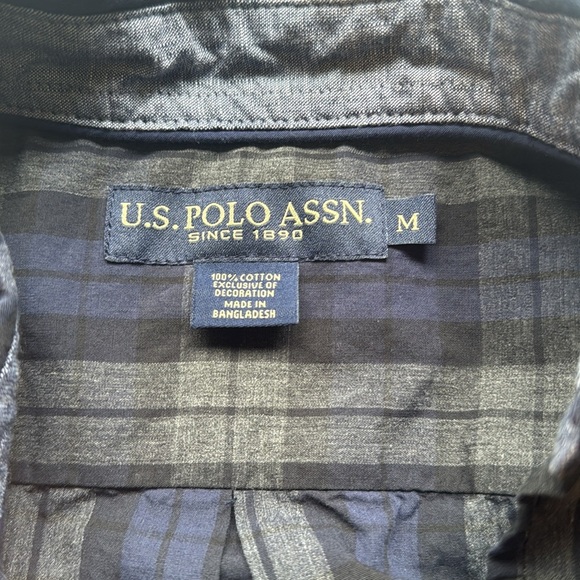 U.S. POLO ASSN.
SINCE 1890
M
100% COTTON
EXCLUSIVE OF
DECORATION
MADE IN
BANGLADESH